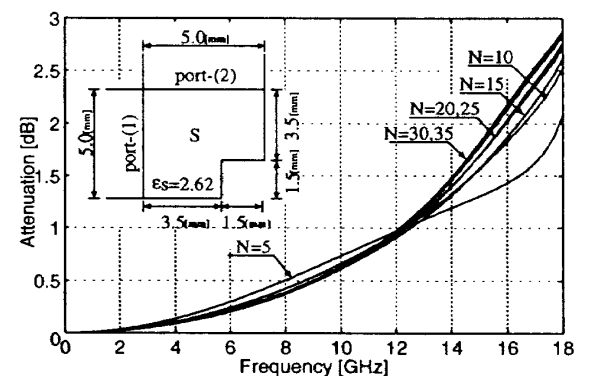 3
2.5
2
1.5
1
0.5
0
Attenuation [dB]
5.0[mm]
port-(2)
port-(1)
5.0[mm]
S
3.5[mm]
1.5[mm]
εs=2.62
3.5[mm] 1.5[mm]
N=10
N=15
N=20,25
N=30,35
N=5
0 2 4 6 8 10 12 14 16 18
Frequency [GHz]